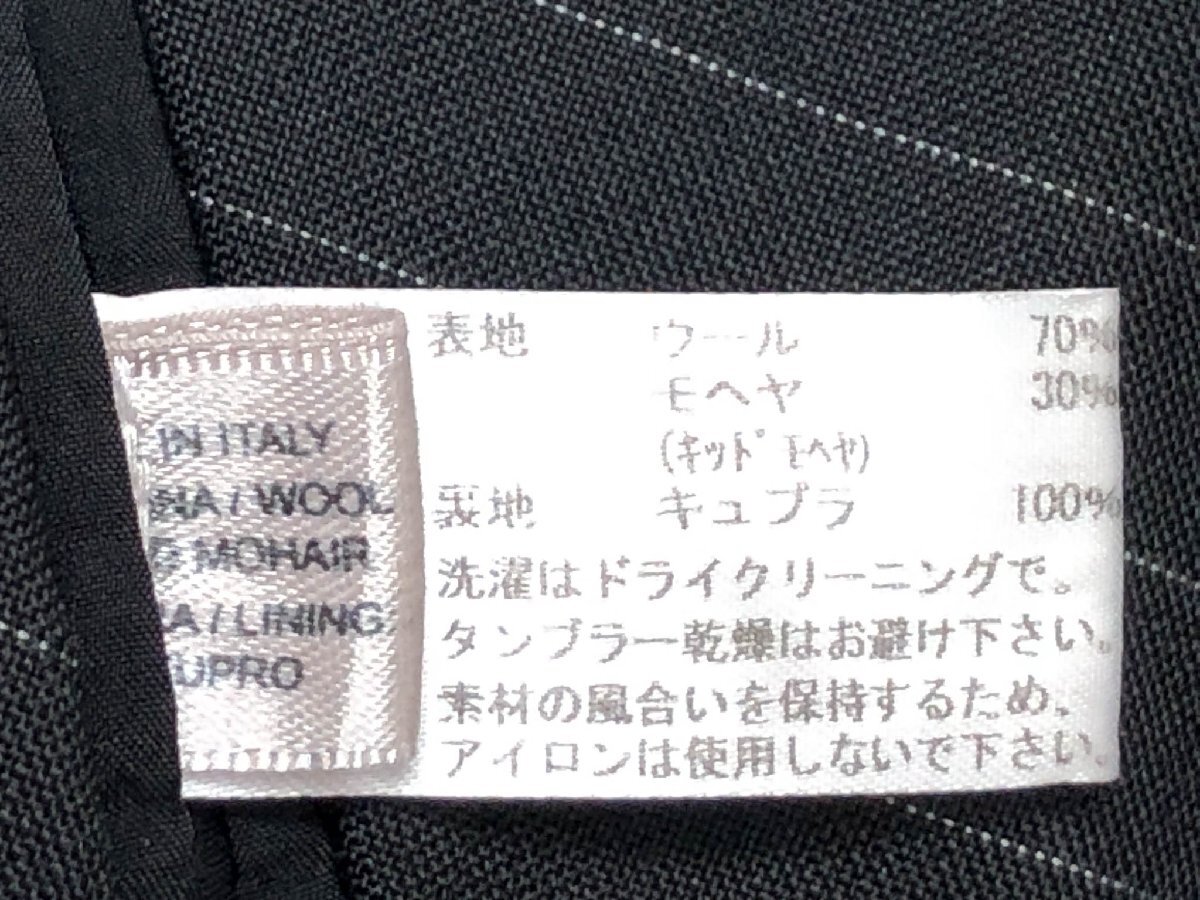 IN ITALY
NA / WOOL
MOHAIR
A / LINING
UPRO
表地 ウール 70%
モヘヤ 30%
(キッドモヘヤ)
裏地 キュプラ 100%
洗濯はドライクリーニングで。
タンブラー乾燥はお避け下さい。
素材の風合いを保持するため、
アイロンは使用しないで下さい。